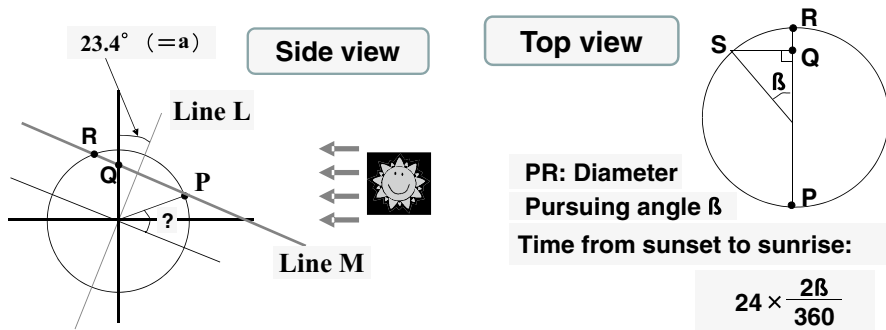 23.4° (＝a)
Side view
Line L
R
Q
P
?
Line M
Top view
R
S
Q
ß
P
PR: Diameter
Pursuing angle ß
Time from sunset to sunrise:
24 × 2ß/360